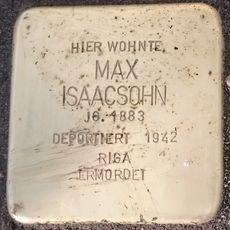 HIER WOHNTE
MAX
ISAACSOHN
JG. 1883
DEPORTIERT 1942
RIGA
ERMORDET